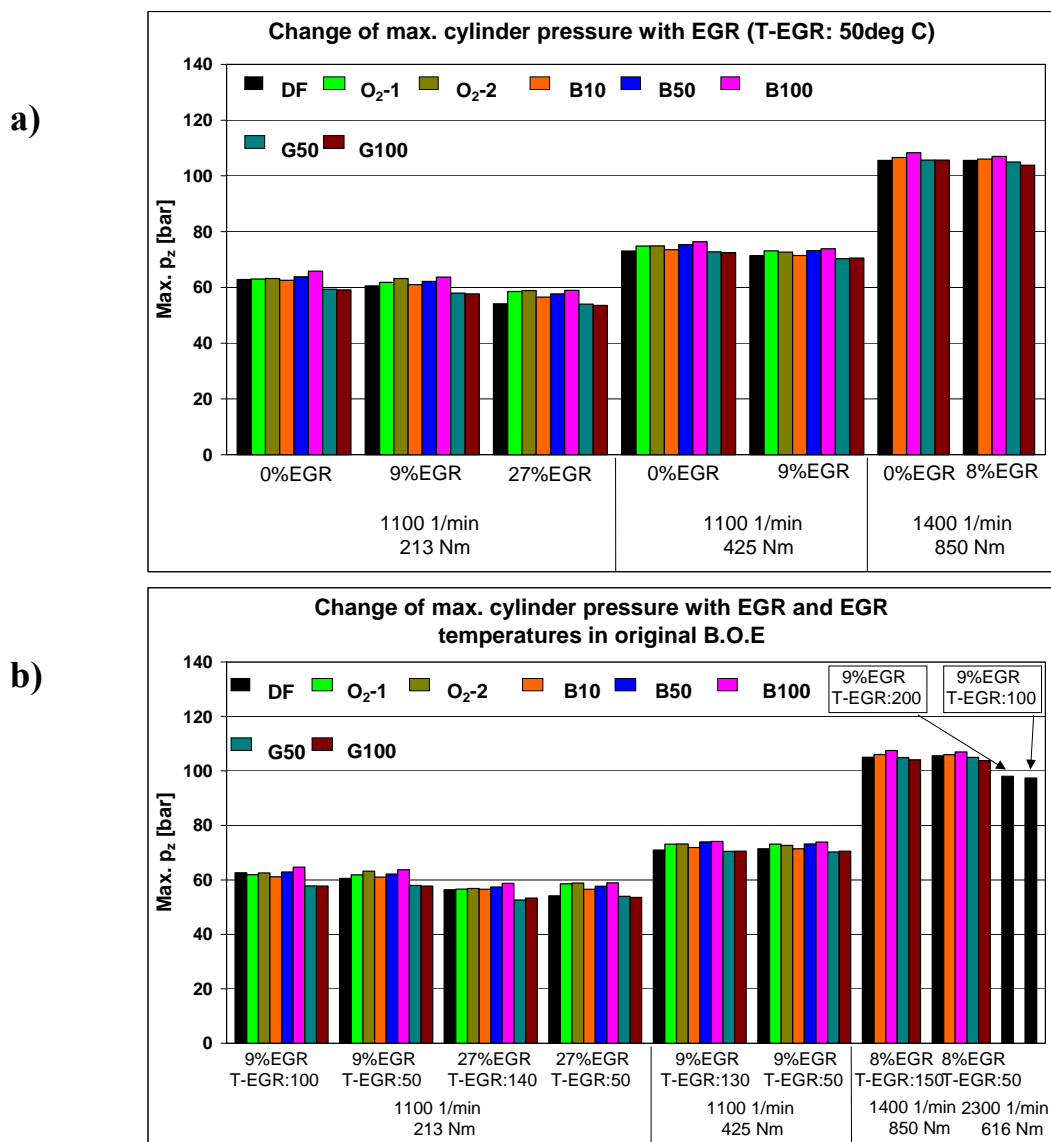 a)
Change of max. cylinder pressure with EGR (T-EGR: 50deg C)
Max. pz [bar]
140
120
100
80
60
40
20
0
DF O2-1 O2-2 B10 B50 B100
G50 G100
0%EGR 9%EGR 27%EGR 0%EGR 9%EGR 0%EGR 8%EGR
1100 1/min 1100 1/min 1400 1/min
213 Nm 425 Nm 850 Nm
b)
Change of max. cylinder pressure with EGR and EGR
temperatures in original B.O.E
Max. pz [bar]
140
120
100
80
60
40
20
0
DF O2-1 O2-2 B10 B50 B100
G50 G100
9%EGR
T-EGR:200
9%EGR
T-EGR:100
9%EGR 9%EGR 27%EGR 27%EGR 9%EGR 9%EGR 8%EGR 8%EGR
T-EGR:100 T-EGR:50 T-EGR:140 T-EGR:50 T-EGR:130 T-EGR:50 T-EGR:150 T-EGR:50
1100 1/min 1100 1/min 1400 1/min 2300 1/min
213 Nm 425 Nm 850 Nm 616 Nm